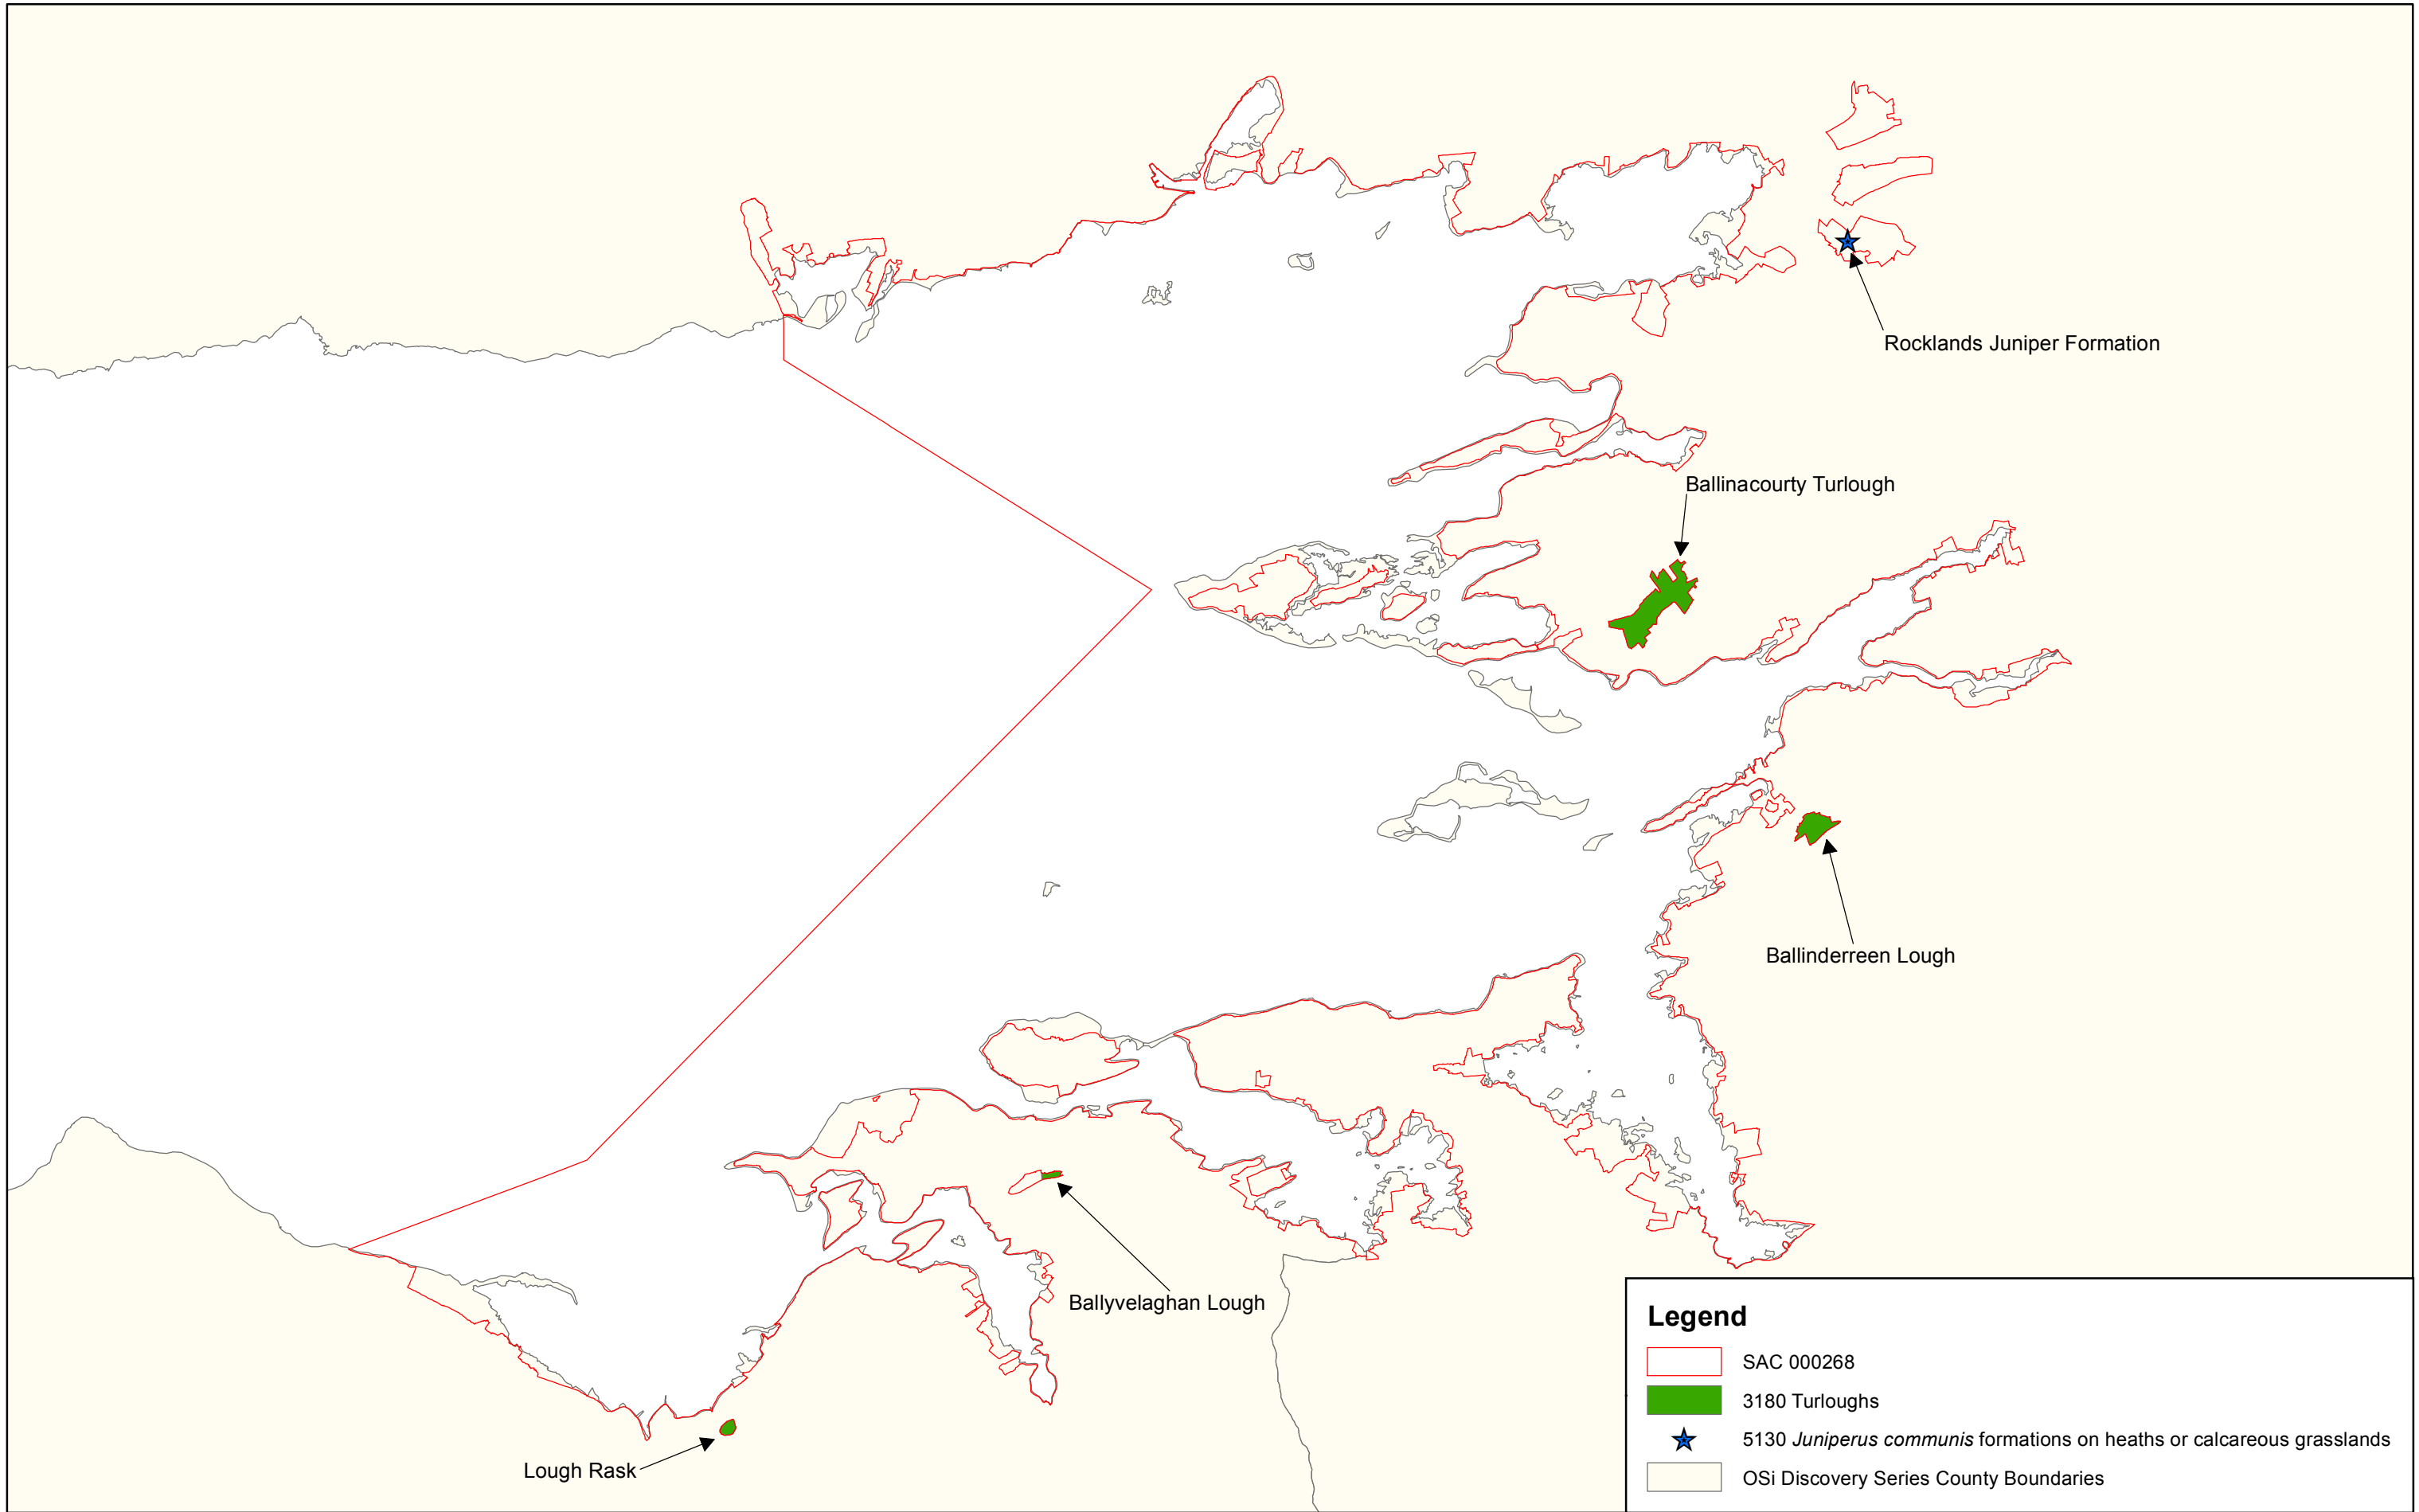 Rocklands Juniper Formation
Ballinacourty Turlough
Ballinderreen Lough
Ballyvelaghan Lough
Lough Rask
Legend
SAC 000268
3180 Turloughs
5130 Juniperus communis formations on heaths or calcareous grasslands
OSi Discovery Series County Boundaries